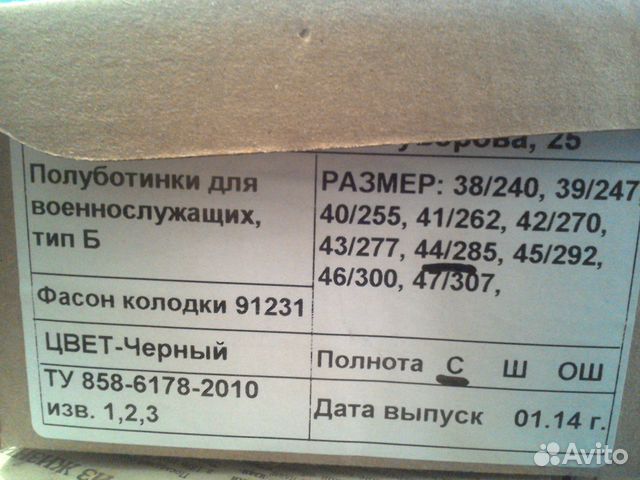 25
Полуботинки для
военнослужащих,
тип Б
РАЗМЕР: 38/240, 39/247,
40/255, 41/262, 42/270,
43/277, 44/285, 45/292,
46/300, 47/307,
Фасон колодки 91231
ЦВЕТ-Черный
Полнота С Ш ОШ
ТУ 858-6178-2010
изв. 1,2,3
Дата выпуск 01.14 г.
Avito